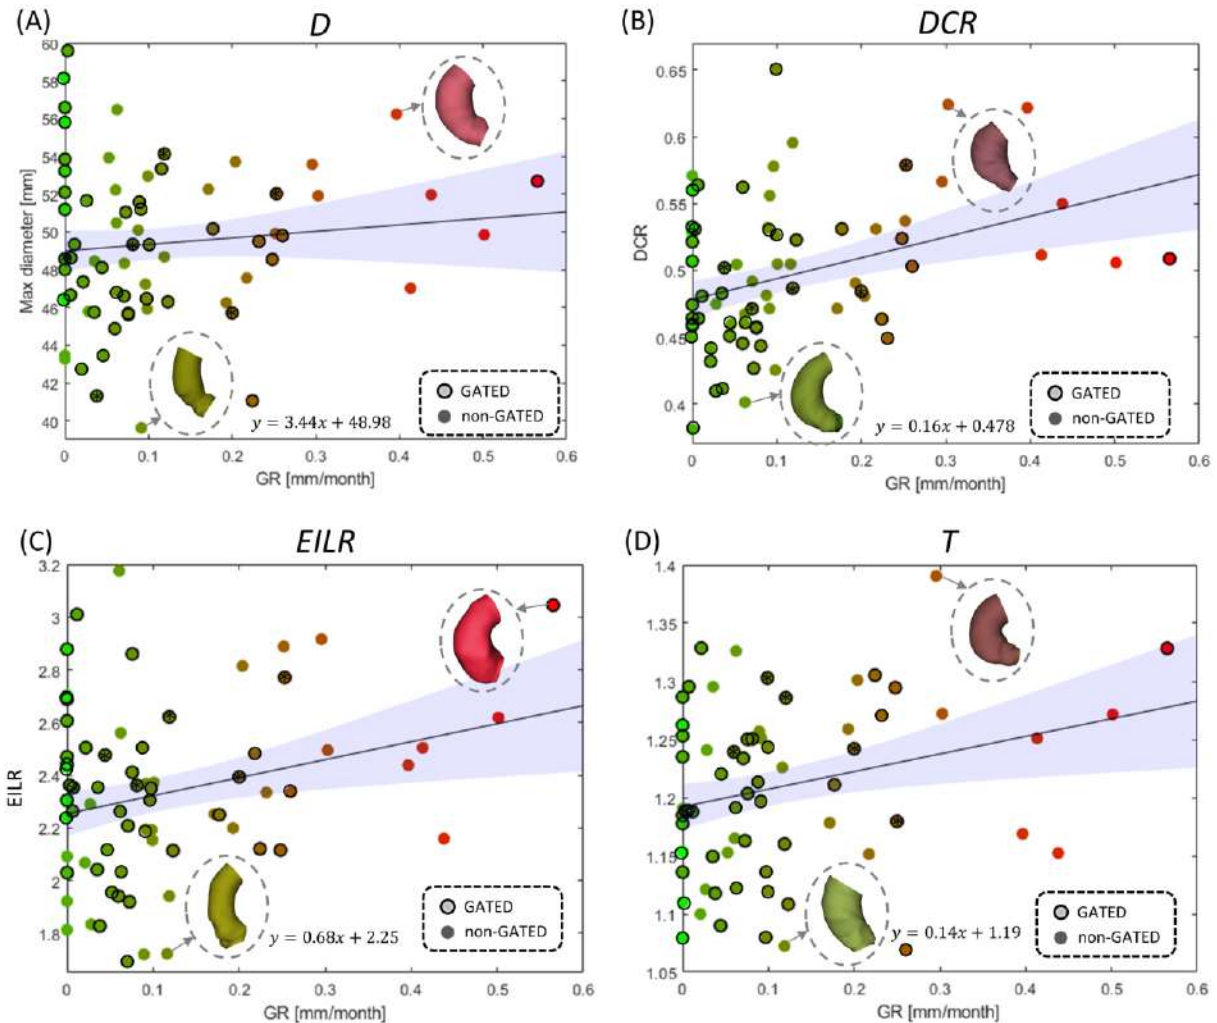 (A)
D
Max diameter [mm]
60
58
56
54
52
50
48
46
44
42
40
0
0.1
0.2
0.3
0.4
0.5
0.6
GR [mm/month]
y = 3.44x + 48.98
GATED
non-GATED
(B)
DCR
DCR
0.65
0.6
0.55
0.5
0.45
0.4
0
0.1
0.2
0.3
0.4
0.5
0.6
GR [mm/month]
y = 0.16x + 0.478
GATED
non-GATED
(C)
EILR
EILR
3.2
3
2.8
2.6
2.4
2.2
2
1.8
0
0.1
0.2
0.3
0.4
0.5
0.6
GR [mm/month]
y = 0.68x + 2.25
GATED
non-GATED
(D)
T
1.4
1.35
1.3
1.25
1.2
1.15
1.1
1.05
0
0.1
0.2
0.3
0.4
0.5
0.6
GR [mm/month]
y = 0.14x + 1.19
GATED
non-GATED